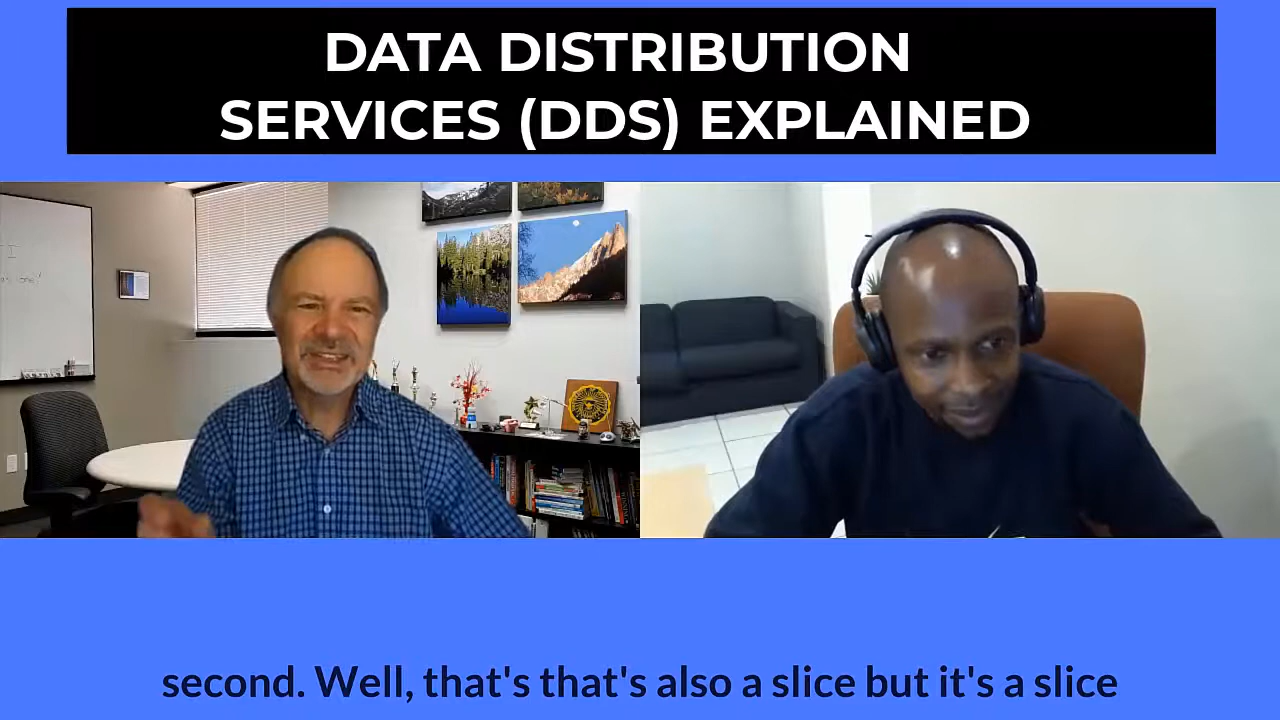 DATA DISTRIBUTION
SERVICES (DDS) EXPLAINED
second. Well, that's that's also a slice but it's a slice